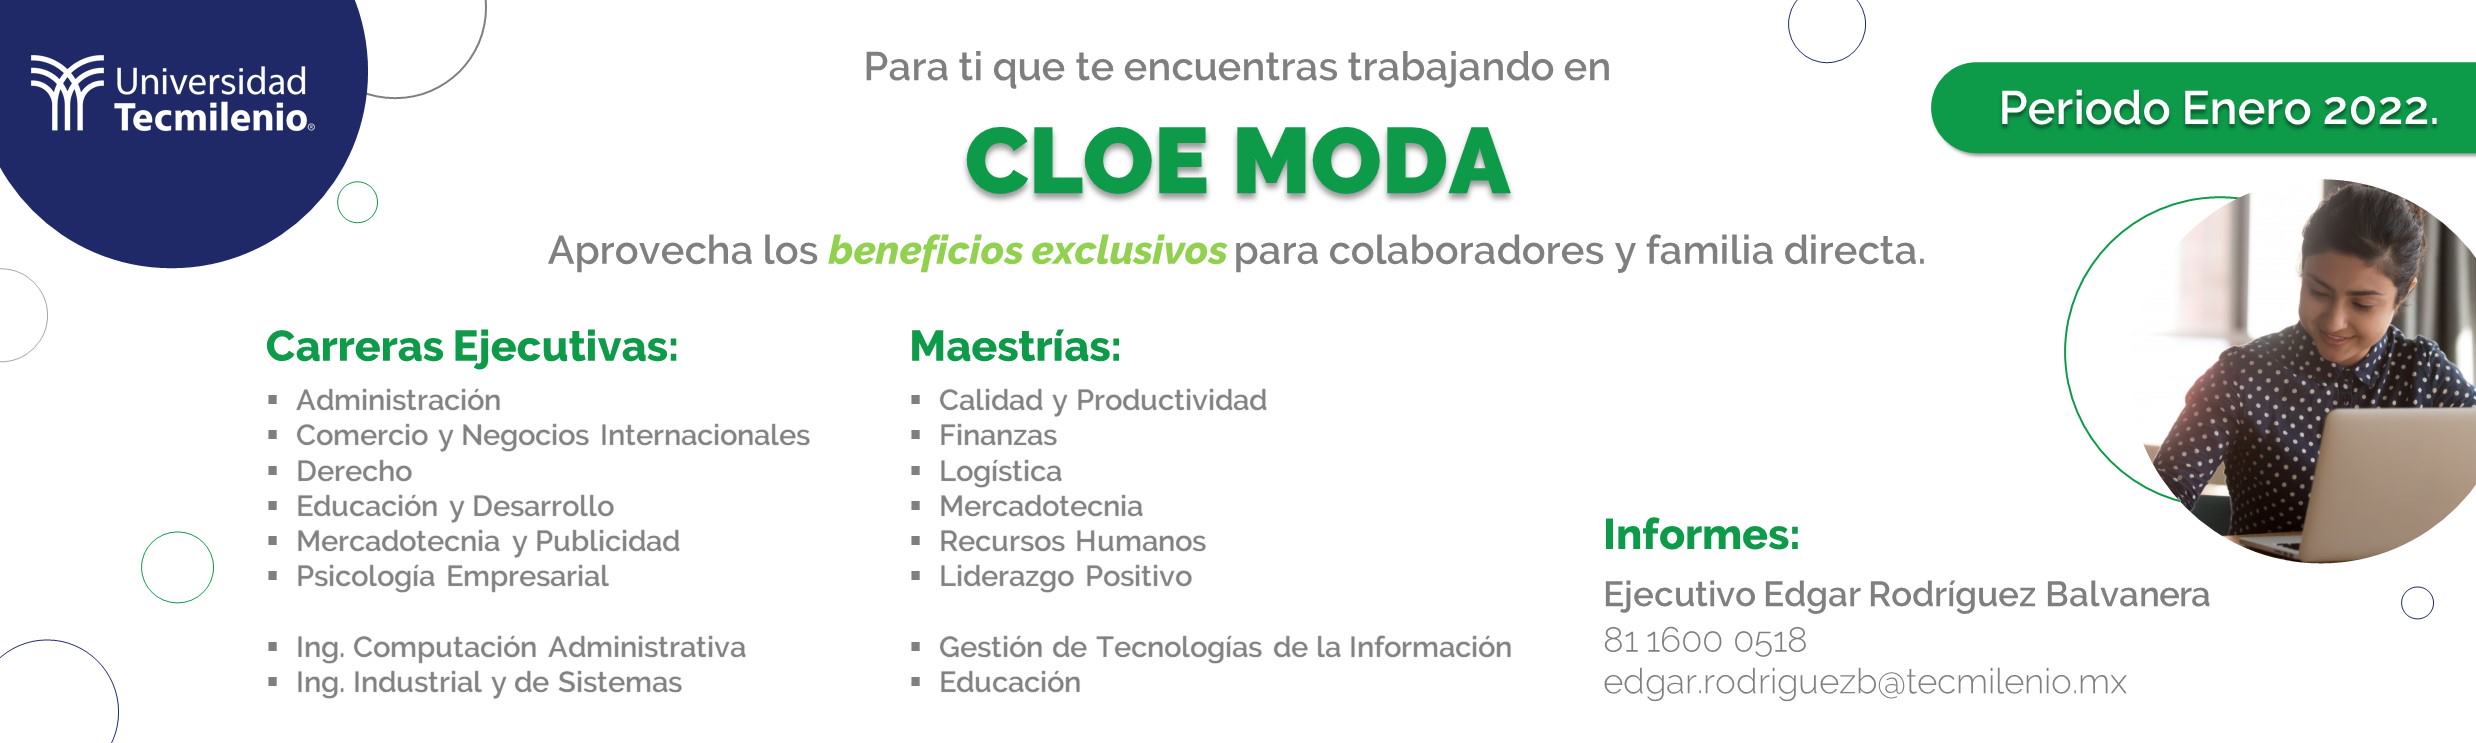 Universidad
Tecmilenio®
Para ti que te encuentras trabajando en
CLOE MODA
Aprovecha los beneficios exclusivos para colaboradores y familia directa.
Periodo Enero 2022.
Carreras Ejecutivas:
▪ Administración
▪ Comercio y Negocios Internacionales
▪ Derecho
▪ Educación y Desarrollo
▪ Mercadotecnia y Publicidad
▪ Psicología Empresarial
▪ Ing. Computación Administrativa
▪ Ing. Industrial y de Sistemas
Maestrías:
▪ Calidad y Productividad
▪ Finanzas
▪ Logística
▪ Mercadotecnia
▪ Recursos Humanos
▪ Liderazgo Positivo
▪ Gestión de Tecnologías de la Información
▪ Educación
Informes:
Ejecutivo Edgar Rodríguez Balvanera
81 1600 0518
edgar.rodriguezb@tecmilenio.mx